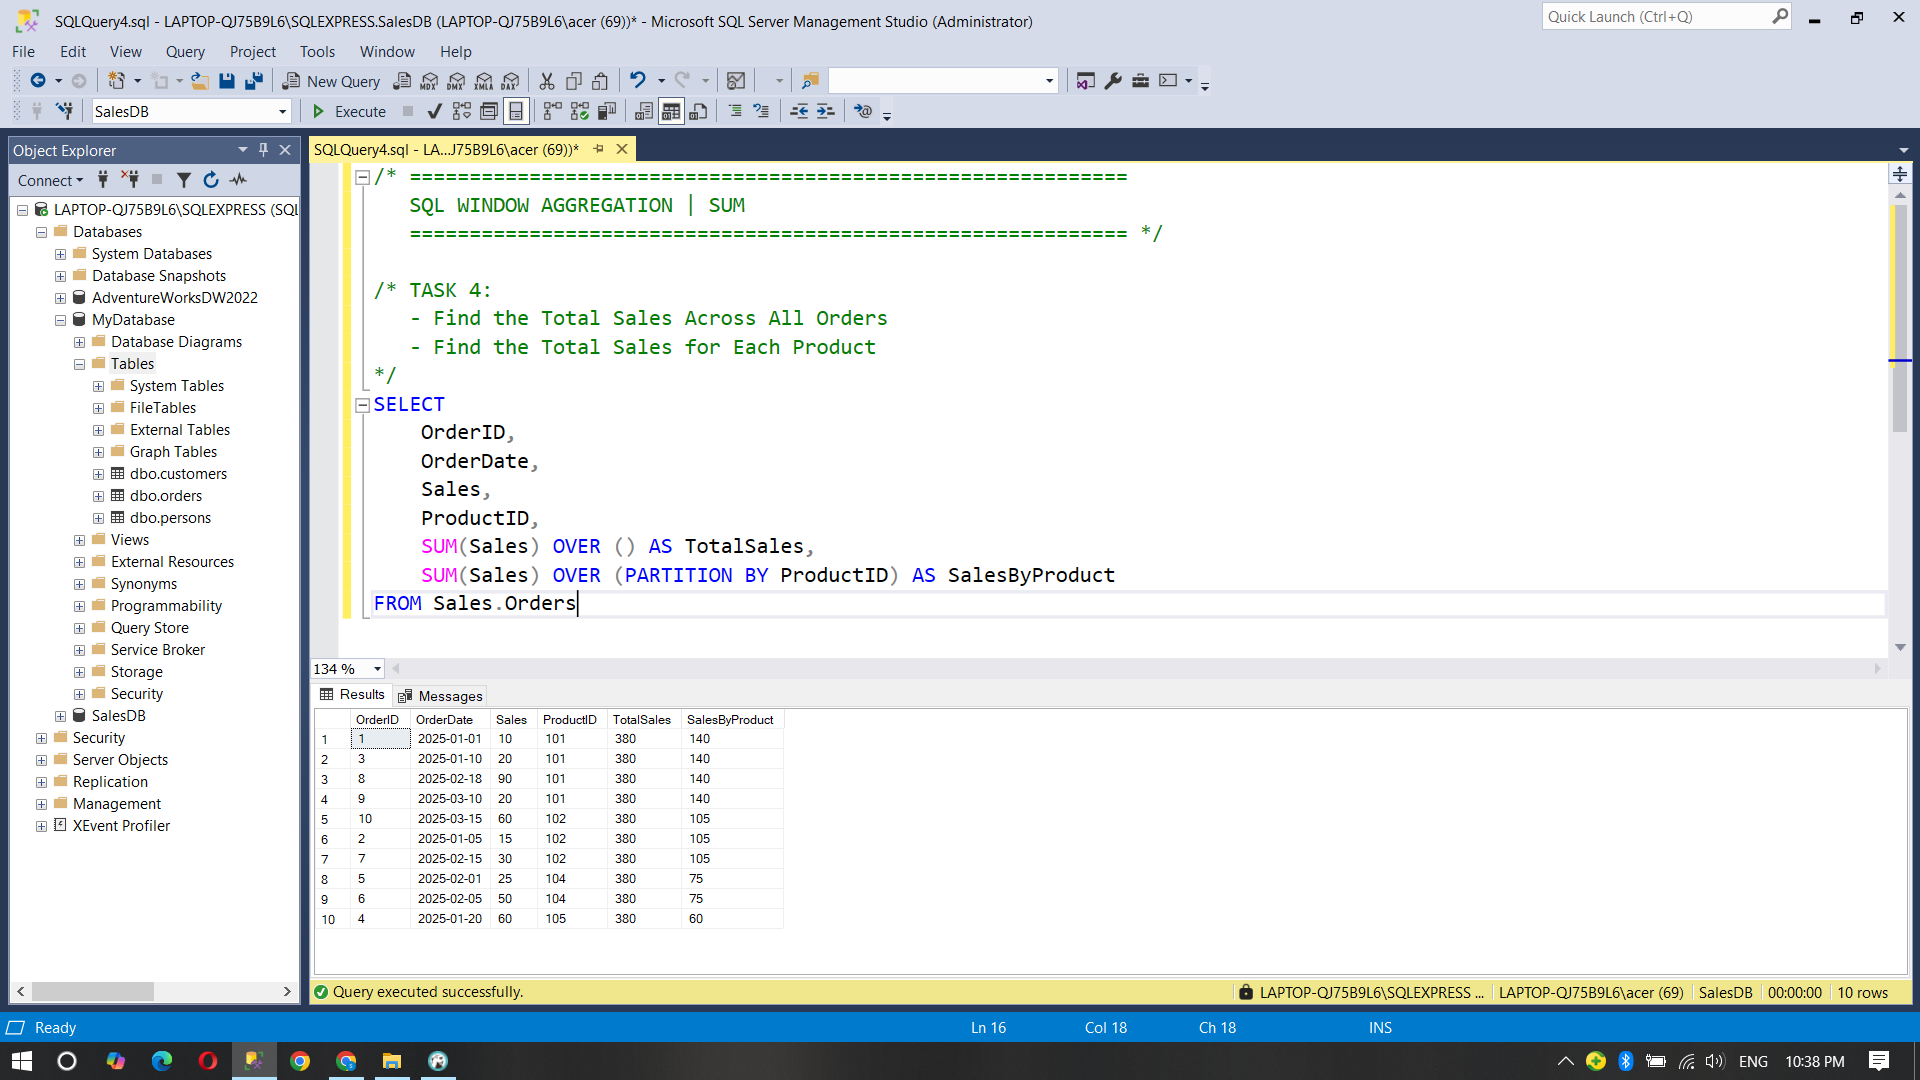 SQLQuery4.sql - LAPTOP-QJ75B9L6\SQLEXPRESS.SalesDB (LAPTOP-QJ75B9L6\acer (69))* - Microsoft SQL Server Management Studio (Administrator)
Quick Launch (Ctrl+Q)
File Edit View Query Project Tools Window Help
New Query MDX DMX XMLA DAX
SalesDB Execute
Object Explorer
Connect
LAPTOP-QJ75B9L6\SQLEXPRESS (SQL
Databases
System Databases
Database Snapshots
AdventureWorksDW2022
MyDatabase
Database Diagrams
Tables
System Tables
FileTables
External Tables
Graph Tables
dbo.customers
dbo.orders
dbo.persons
Views
External Resources
Synonyms
Programmability
Query Store
Service Broker
Storage
Security
SalesDB
Security
Server Objects
Replication
Management
XEvent Profiler
SQLQuery4.sql - LA...J75B9L6\acer (69))*
/* ============================================================
SQL WINDOW AGGREGATION | SUM
============================================================ */
/* TASK 4:
- Find the Total Sales Across All Orders
- Find the Total Sales for Each Product
*/
SELECT
OrderID,
OrderDate,
Sales,
ProductID,
SUM(Sales) OVER () AS TotalSales,
SUM(Sales) OVER (PARTITION BY ProductID) AS SalesByProduct
FROM Sales.Orders
134 %
Results Messages
OrderID OrderDate Sales ProductID TotalSales SalesByProduct
1 1 2025-01-01 10 101 380 140
2 3 2025-01-10 20 101 380 140
3 8 2025-02-18 90 101 380 140
4 9 2025-03-10 20 101 380 140
5 10 2025-03-15 60 102 380 105
6 2 2025-01-05 15 102 380 105
7 7 2025-02-15 30 102 380 105
8 5 2025-02-01 25 104 380 75
9 6 2025-02-05 50 104 380 75
10 4 2025-01-20 60 105 380 60
Query executed successfully.
LAPTOP-QJ75B9L6\SQLEXPRESS ... LAPTOP-QJ75B9L6\acer (69) SalesDB 00:00:00 10 rows
Ready Ln 16 Col 18 Ch 18 INS
ENG 10:38 PM